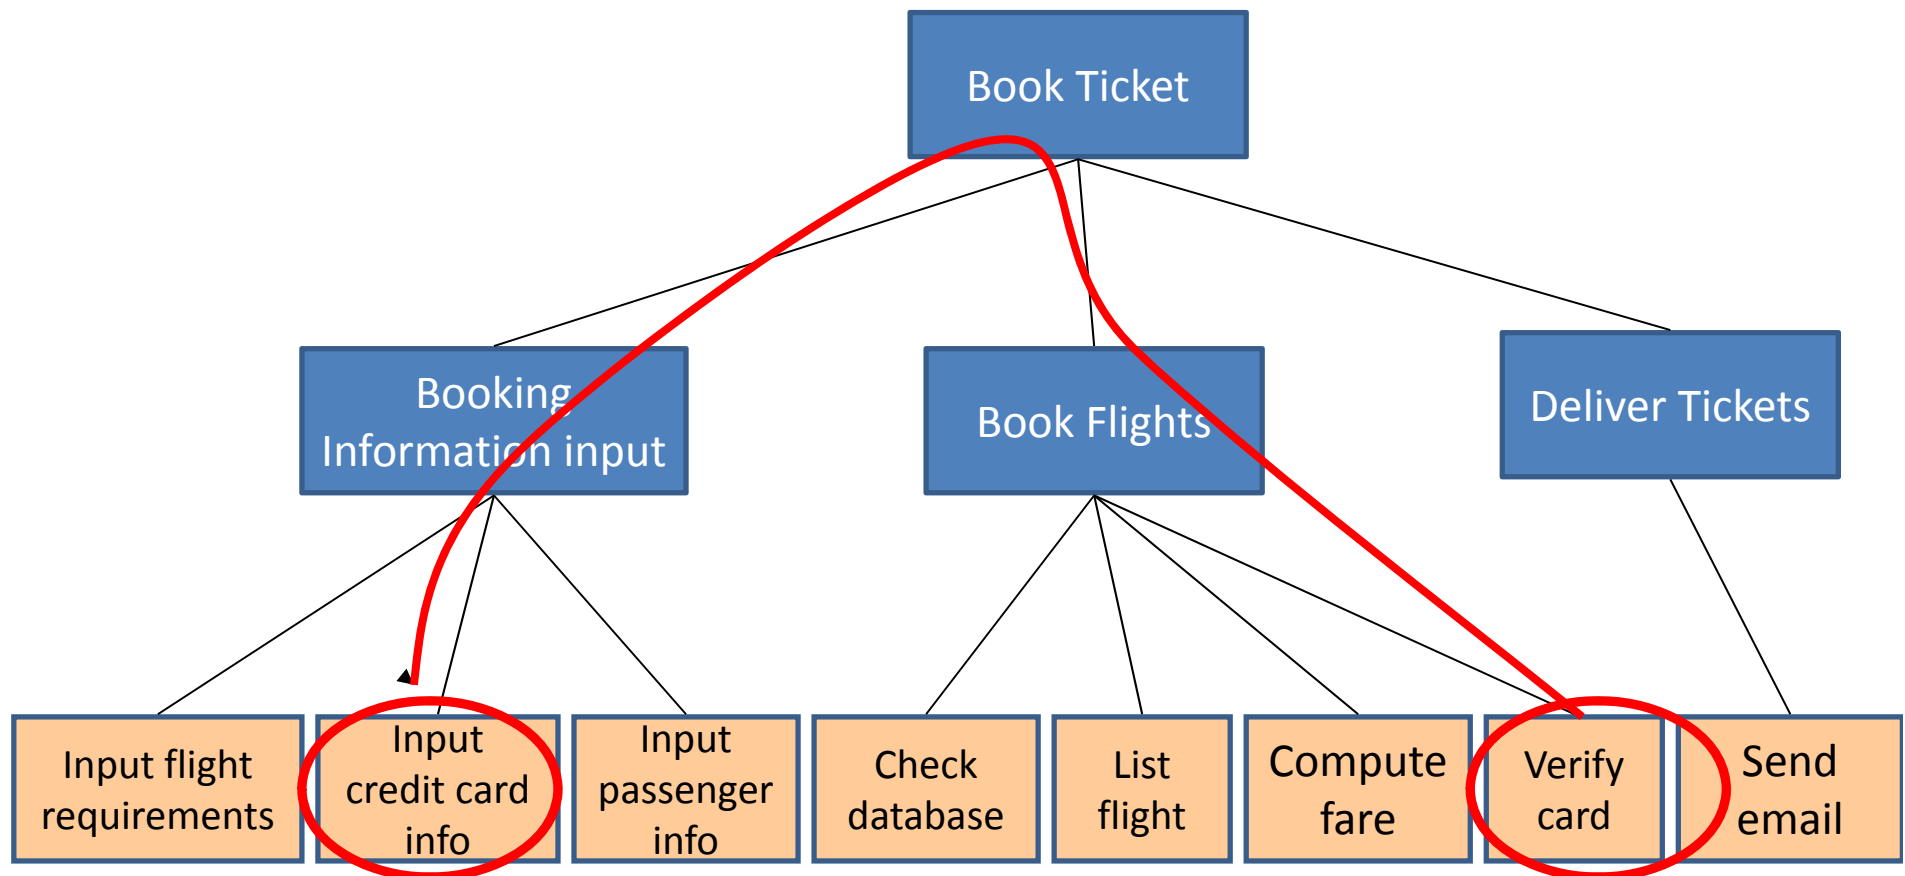 Book Ticket
Booking
Information input
Book Flights
Deliver Tickets
Input flight
requirements
Input
credit card
info
Input
passenger
info
Check
database
List
flight
Compute
fare
Verify
card
Send
email